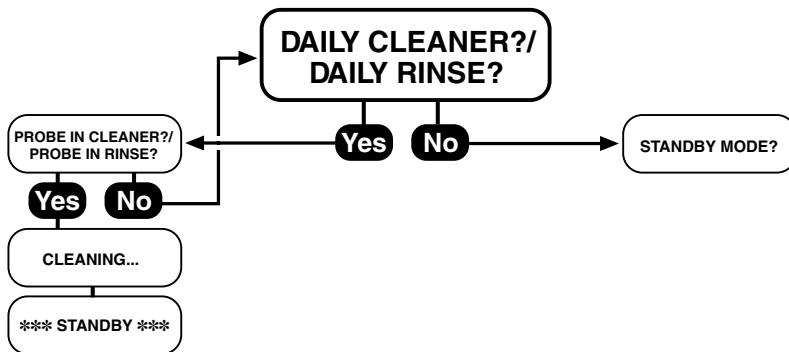 DAILY CLEANER?/
DAILY RINSE?
Yes
No
PROBE IN CLEANER?/
PROBE IN RINSE?
STANDBY MODE?
Yes
No
CLEANING...
*** STANDBY ***